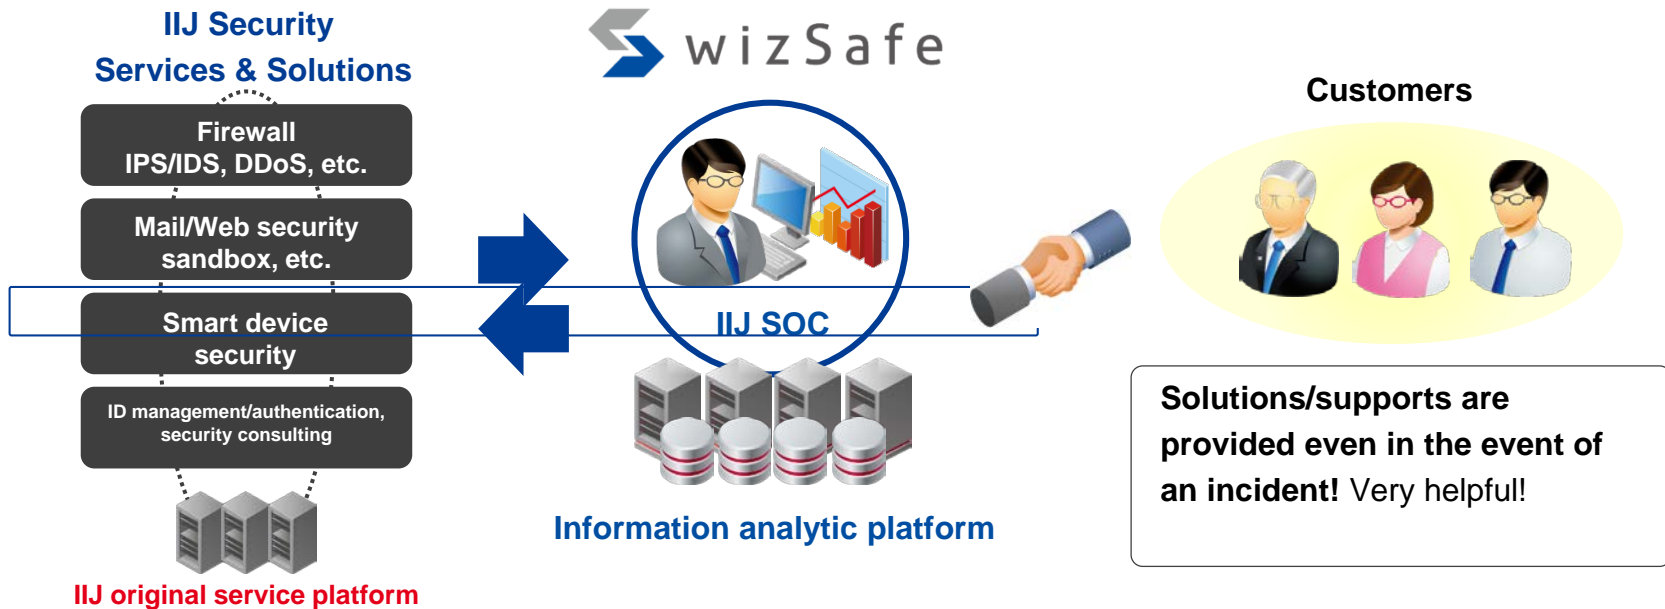 IIJ Security
Services & Solutions
Firewall
IPS/IDS, DDoS, etc.
Mail/Web security
sandbox, etc.
Smart device
security
ID management/authentication,
security consulting
IIJ original service platform
wizSafe
IIJ SOC
Information analytic platform
Customers
Solutions/supports are
provided even in the event of
an incident! Very helpful!